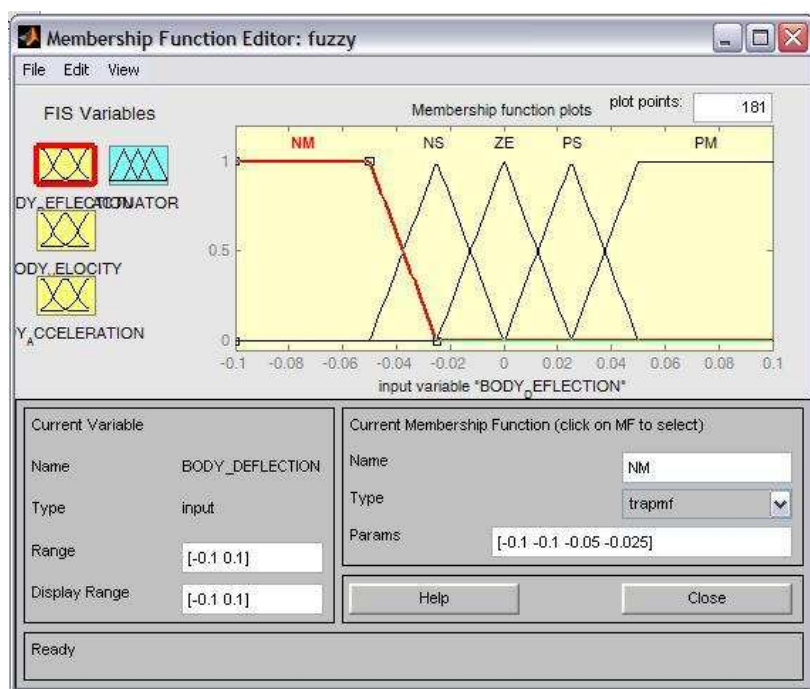 Membership Function Editor: fuzzy
File Edit View
FIS Variables
Membership function plots
plot points:
181
NM NS ZE PS PM
1
0.5
0
-0.1 -0.08 -0.06 -0.04 -0.02 0 0.02 0.04 0.06 0.08 0.1
input variable "BODY_DEFLECTION"
ODY_VELOCITY
Y_ACCELERATION
Current Variable
Name BODY_DEFLECTION
Type input
Range [-0.1 0.1]
Display Range [-0.1 0.1]
Current Membership Function (click on MF to select)
Name NM
Type trapmf
Params [-0.1 -0.1 -0.05 -0.025]
Help Close
Ready